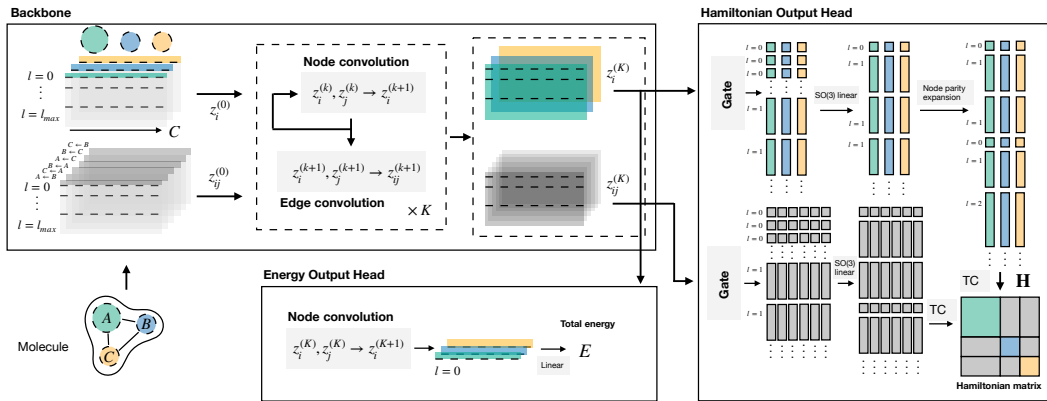 Backbone
l = 0
⋮
l = l_max
C
z_i^(0)
C ← B
B ← C
A ← C
B ← A
C ← A
A ← B
l = 0
⋮
l = l_max
z_ij^(0)
Node convolution
z_i^(k), z_j^(k) → z_i^(k+1)
z_i^(k+1), z_j^(k+1) → z_ij^(k+1)
Edge convolution
× K
z_i^(K)
z_ij^(K)
Molecule
A
B
C
Energy Output Head
Node convolution
z_i^(K), z_j^(K) → z_i^(K+1)
l = 0
Linear
Total energy
E
Hamiltonian Output Head
Gate
l = 0
l = 0
l = 0
l = 1
l = 1
SO(3) linear
l = 0
l = 1
l = 1
Node parity
expansion
l = 0
l = 1
l = 1
l = 0
l = 1
l = 2
Gate
l = 0
l = 0
l = 0
l = 1
l = 1
SO(3)
linear
TC
TC
H
Hamiltonian matrix